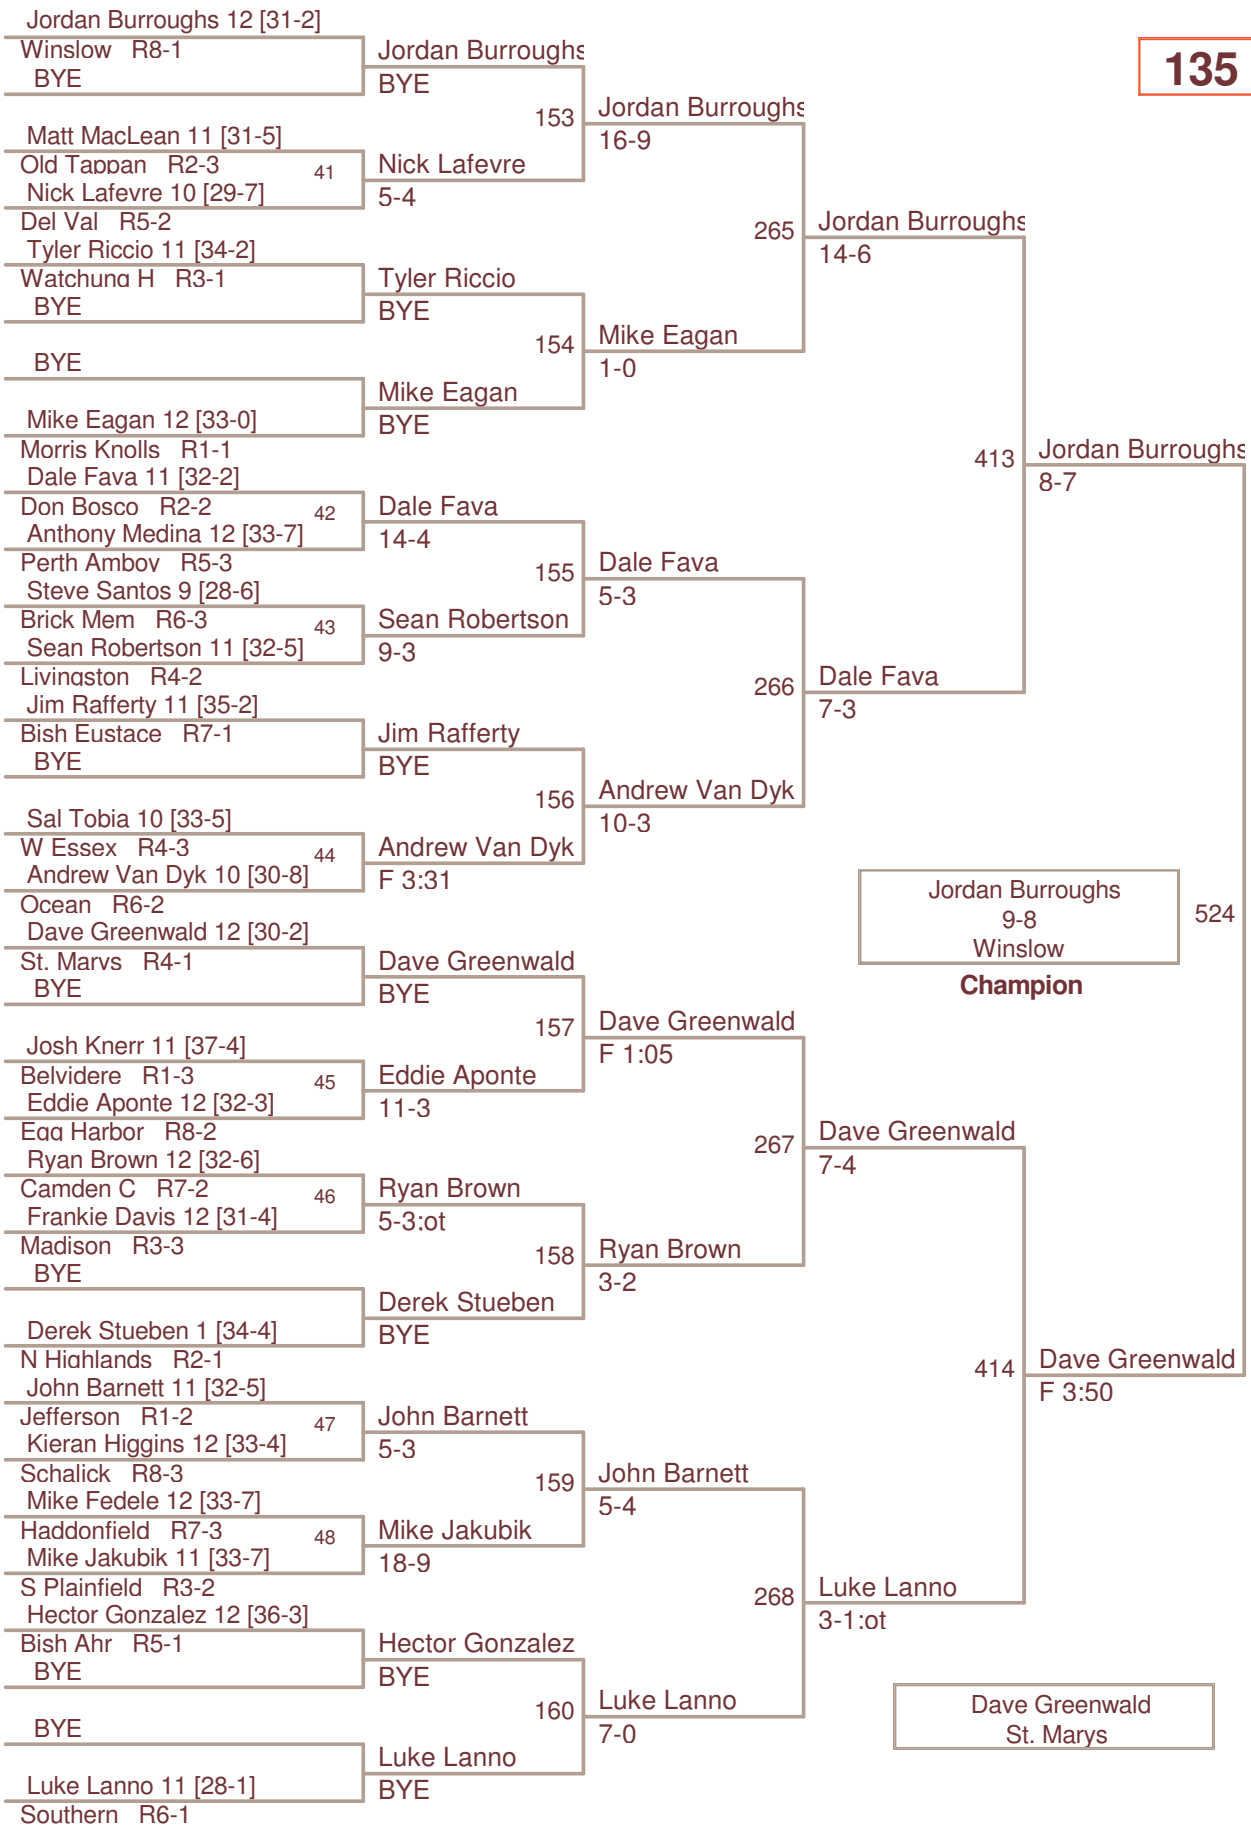 Jordan Burroughs 12 [31-2]
Winslow R8-1
BYE
Matt MacLean 11 [31-5]
Old Tappan R2-3
41
Nick Lafevre 10 [29-7]
Del Val R5-2
Tyler Riccio 11 [34-2]
Watchung H R3-1
BYE
BYE
Mike Eagan 12 [33-0]
Morris Knolls R1-1
Dale Fava 11 [32-2]
Don Bosco R2-2
42
Anthony Medina 12 [33-7]
Perth Amboy R5-3
Steve Santos 9 [28-6]
Brick Mem R6-3
43
Sean Robertson 11 [32-5]
Livingston R4-2
Jim Rafferty 11 [35-2]
Bish Eustace R7-1
BYE
Sal Tobia 10 [33-5]
W Essex R4-3
44
Andrew Van Dyk 10 [30-8]
Ocean R6-2
Dave Greenwald 12 [30-2]
St. Marys R4-1
BYE
Josh Knerr 11 [37-4]
Belvidere R1-3
45
Eddie Aponte 12 [32-3]
Egg Harbor R8-2
Ryan Brown 12 [32-6]
Camden C R7-2
46
Frankie Davis 12 [31-4]
Madison R3-3
BYE
Derek Stueben 1 [34-4]
N Highlands R2-1
John Barnett 11 [32-5]
Jefferson R1-2
47
Kieran Higgins 12 [33-4]
Schalick R8-3
Mike Fedele 12 [33-7]
Haddonfield R7-3
48
Mike Jakubik 11 [33-7]
S Plainfield R3-2
Hector Gonzalez 12 [36-3]
Bish Ahr R5-1
BYE
BYE
Luke Lanno 11 [28-1]
Southern R6-1
Jordan Burroughs
BYE
153
Nick Lafevre
5-4
Tyler Riccio
BYE
154
Mike Eagan
BYE
Dale Fava
14-4
155
Sean Robertson
9-3
Jim Rafferty
BYE
156
Andrew Van Dyk
F 3:31
Dave Greenwald
BYE
157
Eddie Aponte
11-3
Ryan Brown
5-3:ot
158
Derek Stueben
BYE
John Barnett
5-3
159
Mike Jakubik
18-9
Hector Gonzalez
BYE
160
Luke Lanno
BYE
Jordan Burroughs
16-9
265
Mike Eagan
1-0
Dale Fava
5-3
266
Andrew Van Dyk
10-3
Dave Greenwald
F 1:05
267
Ryan Brown
3-2
John Barnett
5-4
268
Luke Lanno
7-0
Jordan Burroughs
14-6
413
Dale Fava
7-3
Dave Greenwald
7-4
414
Luke Lanno
3-1:ot
135
Jordan Burroughs
8-7
Jordan Burroughs
9-8
Winslow
524
Champion
Dave Greenwald
F 3:50
Dave Greenwald
St. Marys